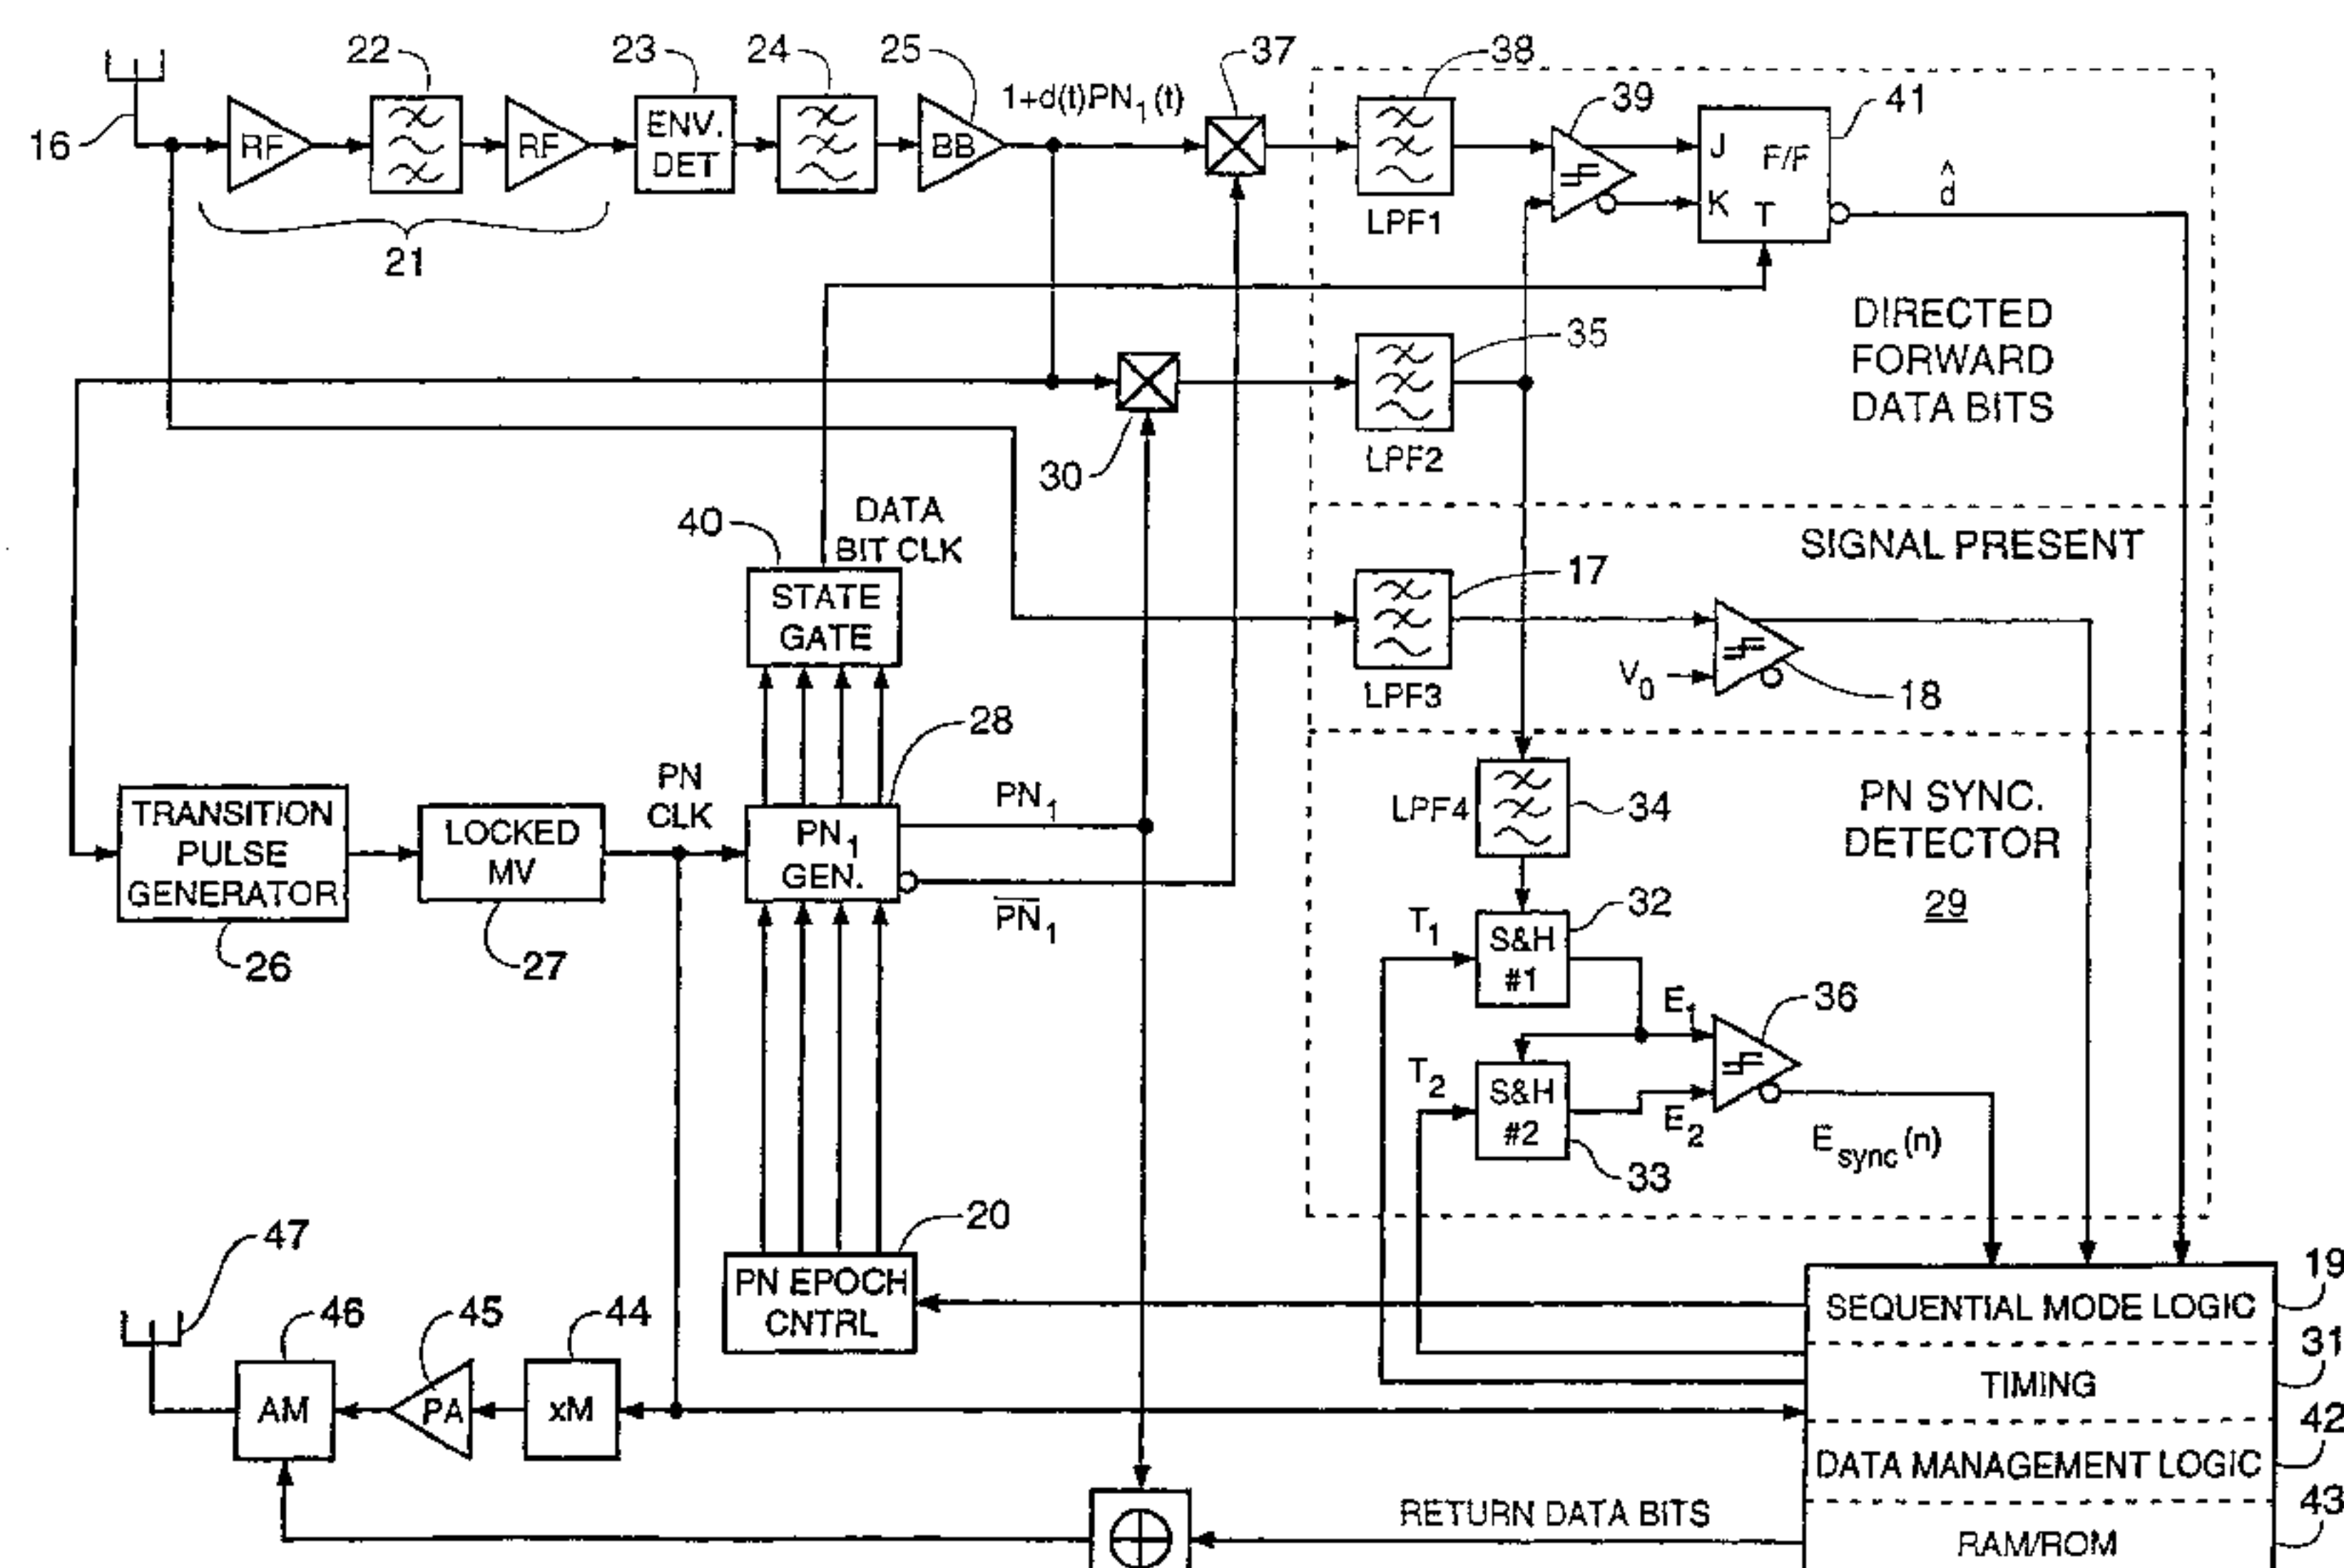 22
23
24
25
37
38
39
41
16
RF
RF
ENV.
DET
BB
1+d(t)PN₁(t)
J
F/F
K
T
d̂
21
LPF1
DIRECTED
FORWARD
DATA BITS
35
LPF2
30
DATA
BIT CLK
40
STATE
GATE
SIGNAL PRESENT
17
V₀
18
LPF3
28
PN
CLK
PN₁
PN SYNC.
DETECTOR
29
LPF4
34
TRANSITION
PULSE
GENERATOR
26
LOCKED
MV
27
PN₁
GEN.
P̅N̅₁
T₁
S&H
#1
32
E₁
36
T₂
S&H
#2
33
E₂
E_sync(n)
20
PN EPOCH
CNTRL
47
46
45
44
AM
PA
xM
19
SEQUENTIAL MODE LOGIC
31
TIMING
42
DATA MANAGEMENT LOGIC
43
RAM/ROM
RETURN DATA BITS